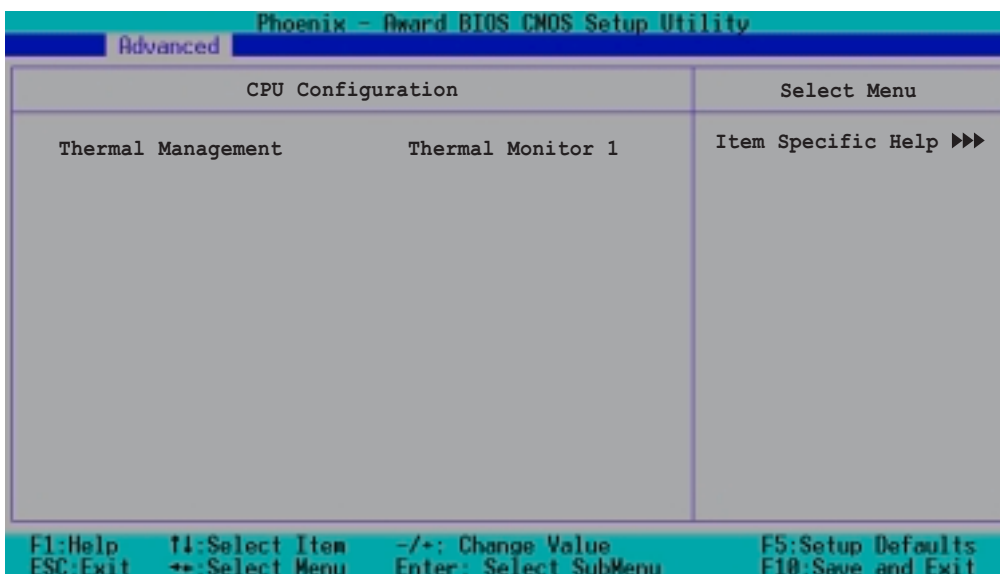 Phoenix - Award BIOS CMOS Setup Utility
Advanced
CPU Configuration
Select Menu
Thermal Management Thermal Monitor 1
Item Specific Help ▶▶▶
F1:Help ↑↓:Select Item -/+: Change Value F5:Setup Defaults
ESC:Exit ←→:Select Menu Enter: Select SubMenu F10:Save and Exit